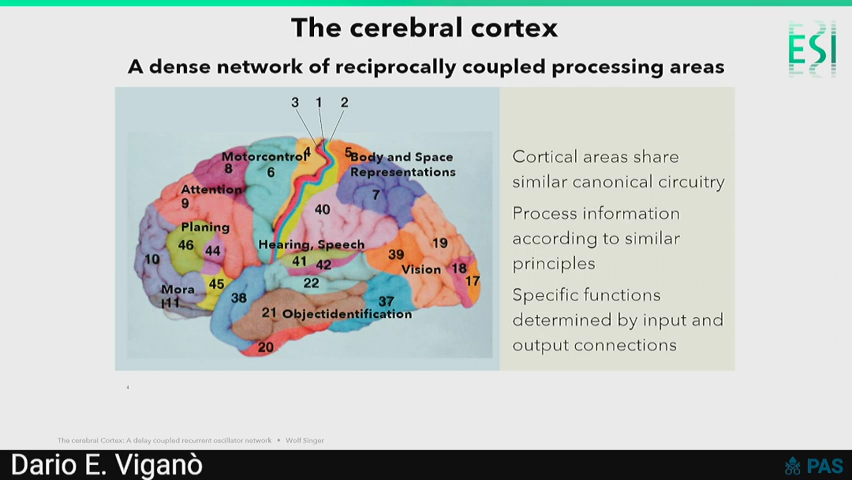 The cerebral cortex
ESI
A dense network of reciprocally coupled processing areas
3 1 2
Motorcontrol 4 5 Body and Space
8 6 Representations
Attention 7
9 40
Planing
46 44 Hearing, Speech 19
10 41 42 39
Vision 18
Mora 45 22 17
l11 38 37
21 Objectidentification
20
Cortical areas share
similar canonical circuitry
Process information
according to similar
principles
Specific functions
determined by input and
output connections
4
The cerebral Cortex: A delay coupled recurrent oscillator network • Wolf Singer
Dario E. Viganò
PAS